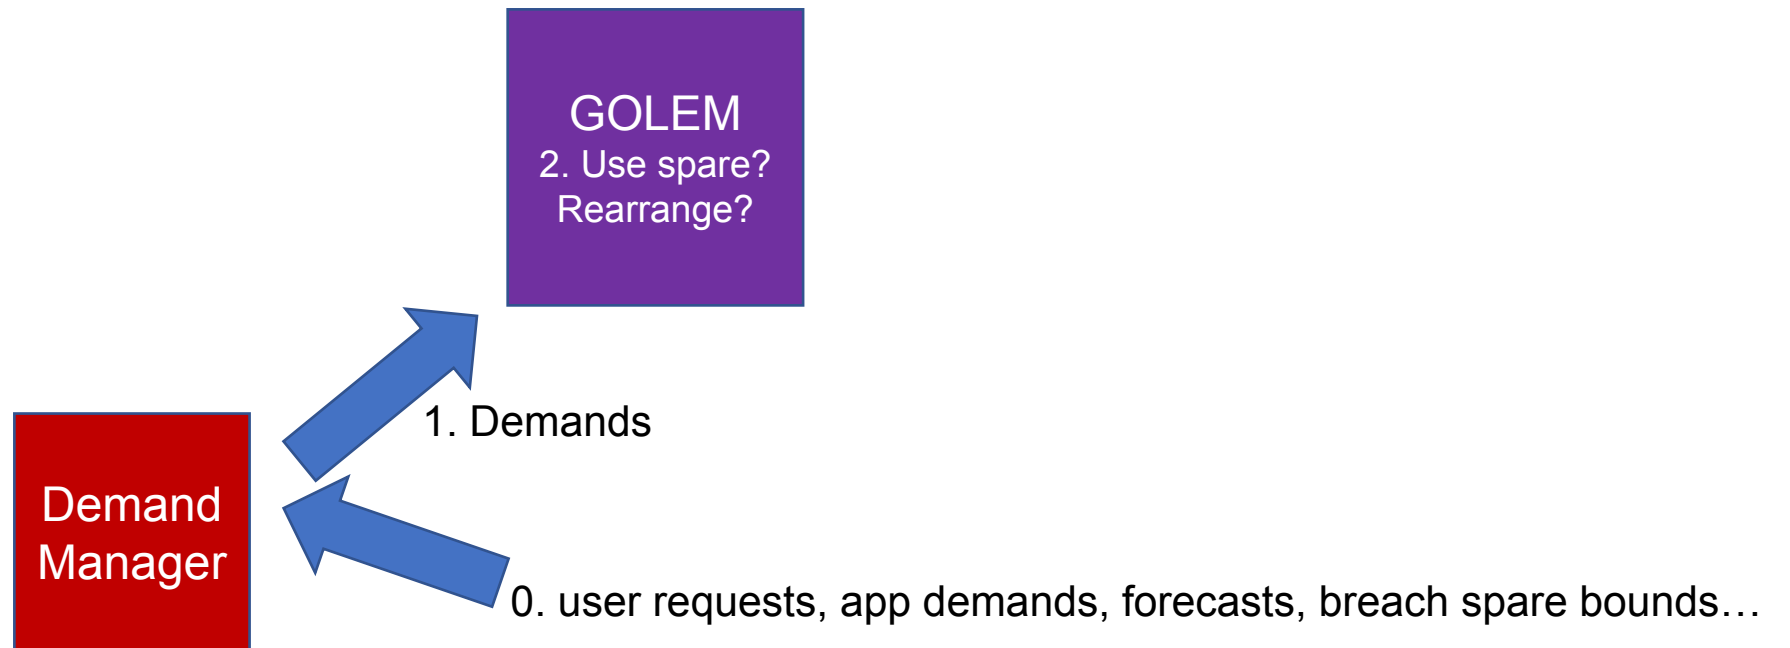 GOLEM
2. Use spare?
Rearrange?
1. Demands
Demand
Manager
0. user requests, app demands, forecasts, breach spare bounds…